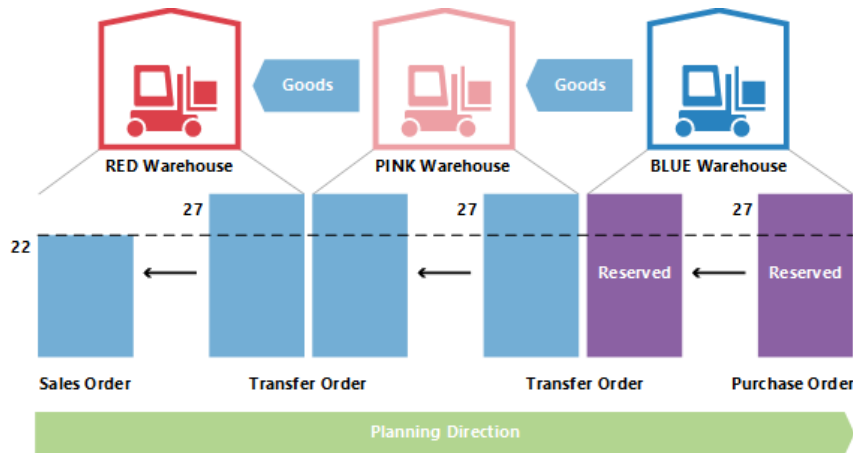 Goods
Goods
RED Warehouse
PINK Warehouse
BLUE Warehouse
27
27
27
22
Reserved
Reserved
Sales Order
Transfer Order
Transfer Order
Purchase Order
Planning Direction